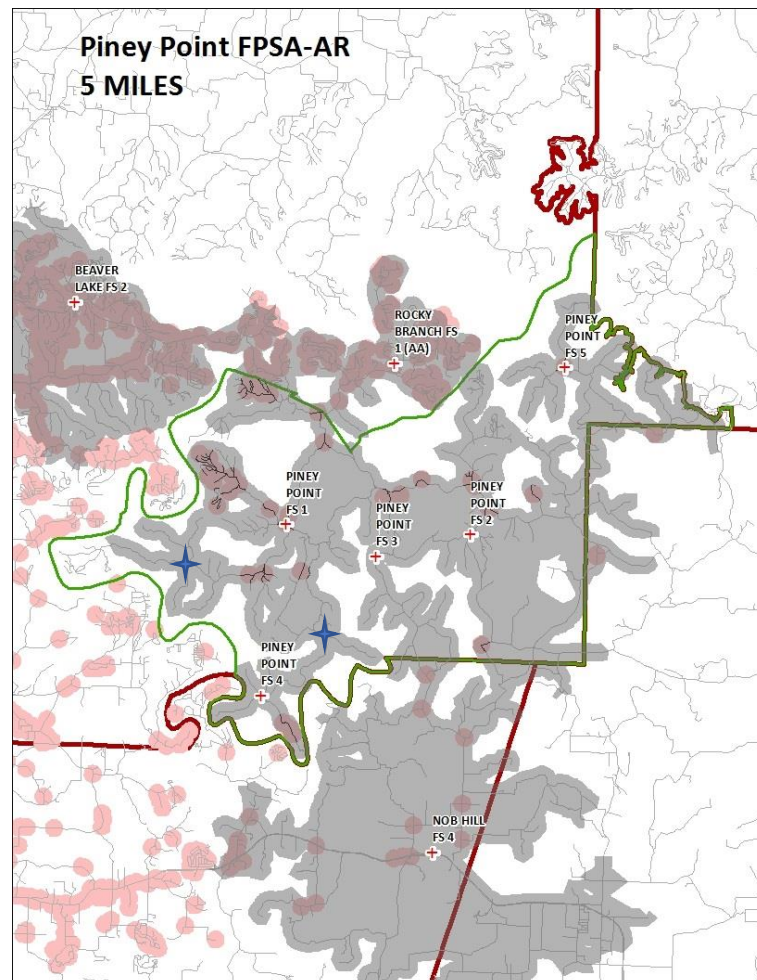 Piney Point FPSA-AR
5 MILES
BEAVER
LAKE FS 2
ROCKY
BRANCH FS
1 (AA)
PINEY
POINT
FS 5
PINEY
POINT
FS 1
PINEY
POINT
FS 3
PINEY
POINT
FS 2
PINEY
POINT
FS 4
NOB HILL
FS 4